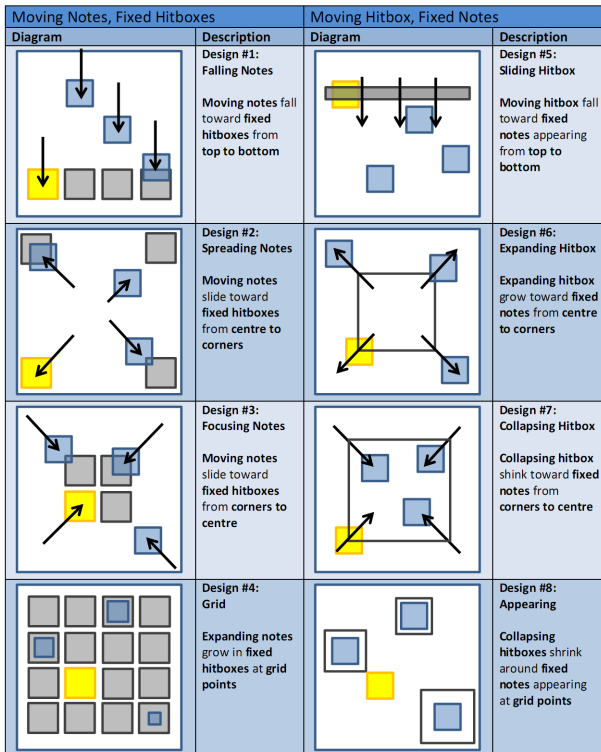 Moving Notes, Fixed Hitboxes
Moving Hitbox, Fixed Notes
Diagram
Description
Diagram
Description
Design #1:
Falling Notes
Moving notes fall
toward fixed
hitboxes from
top to bottom
Design #5:
Sliding Hitbox
Moving hitbox fall
toward fixed
notes appearing
from top to
bottom
Design #2:
Spreading Notes
Moving notes
slide toward
fixed hitboxes
from centre to
corners
Design #6:
Expanding Hitbox
Expanding hitbox
grow toward fixed
notes from centre
to corners
Design #3:
Focusing Notes
Moving notes
slide toward
fixed hitboxes
from corners to
centre
Design #7:
Collapsing Hitbox
Collapsing hitbox
shink toward fixed
notes from
corners to centre
Design #4:
Grid
Expanding notes
grow in fixed
hitboxes at grid
points
Design #8:
Appearing
Collapsing
hitboxes shrink
around fixed
notes appearing
at grid points